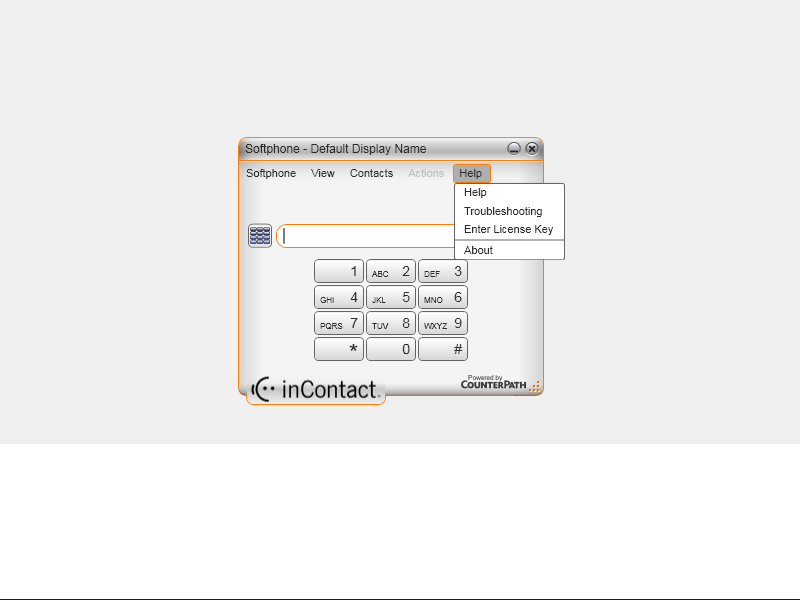 Softphone - Default Display Name
Softphone View Contacts Actions Help
Help
Troubleshooting
Enter License Key
About
1 ABC 2 DEF 3
GHI 4 JKL 5 MNO 6
PQRS 7 TUV 8 WXYZ 9
* 0 #
inContact
Powered by
COUNTERPATH